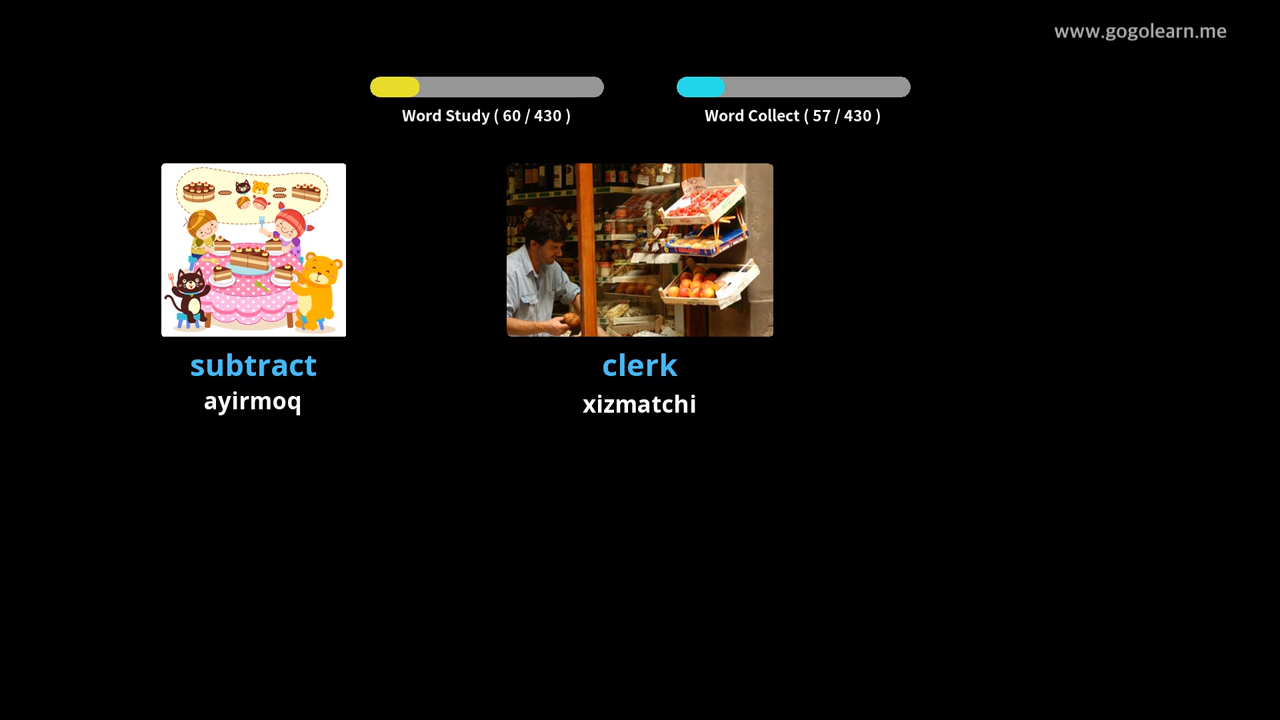 www.gogolearn.me
Word Study ( 60 / 430 )
Word Collect ( 57 / 430 )
subtract
ayirmoq
clerk
xizmatchi